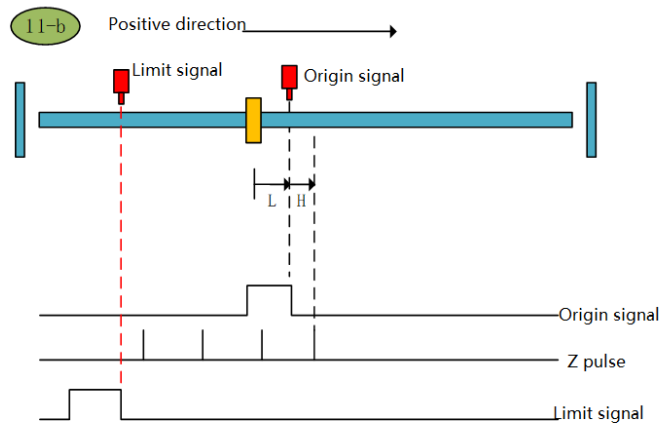 11-b
Positive direction
Limit signal
Origin signal
L
H
Origin signal
Z pulse
Limit signal